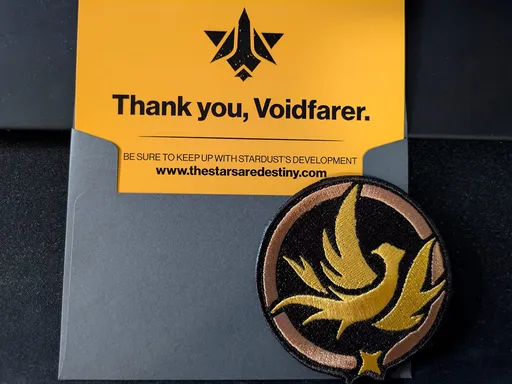 Thank you, Voidfarer.
BE SURE TO KEEP UP WITH STARDUST'S DEVELOPMENT
www.thestarsaredestiny.com